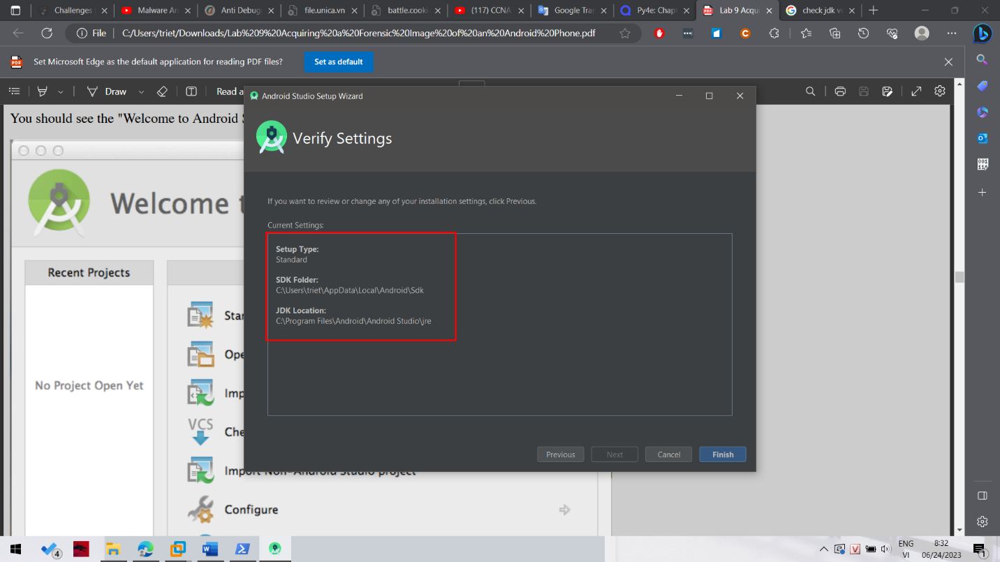 Challenges
Malware An
Anti Debug
file.unica.vn
battle.cooki
(117) CCNA
Google Tra
Py4e: Chap
Lab 9 Acqu
check jdk ve
File
C:/Users/triet/Downloads/Lab%209%20Acquiring%20a%20Forensic%20Image%20of%20an%20Android%20Phone.pdf
Set Microsoft Edge as the default application for reading PDF files?
Set as default
Draw
Read a
You should see the "Welcome to Android S
Welcome t
Recent Projects
No Project Open Yet
Star
Ope
Imp
VCS
Che
Import Non-Android Studio project
Configure
Android Studio Setup Wizard
Verify Settings
If you want to review or change any of your installation settings, click Previous.
Current Settings:
Setup Type:
Standard
SDK Folder:
C:\Users\triet\AppData\Local\Android\Sdk
JDK Location:
C:\Program Files\Android\Android Studio\jre
Previous
Next
Cancel
Finish
4
ENG
VI
8:32
06/24/2023
1